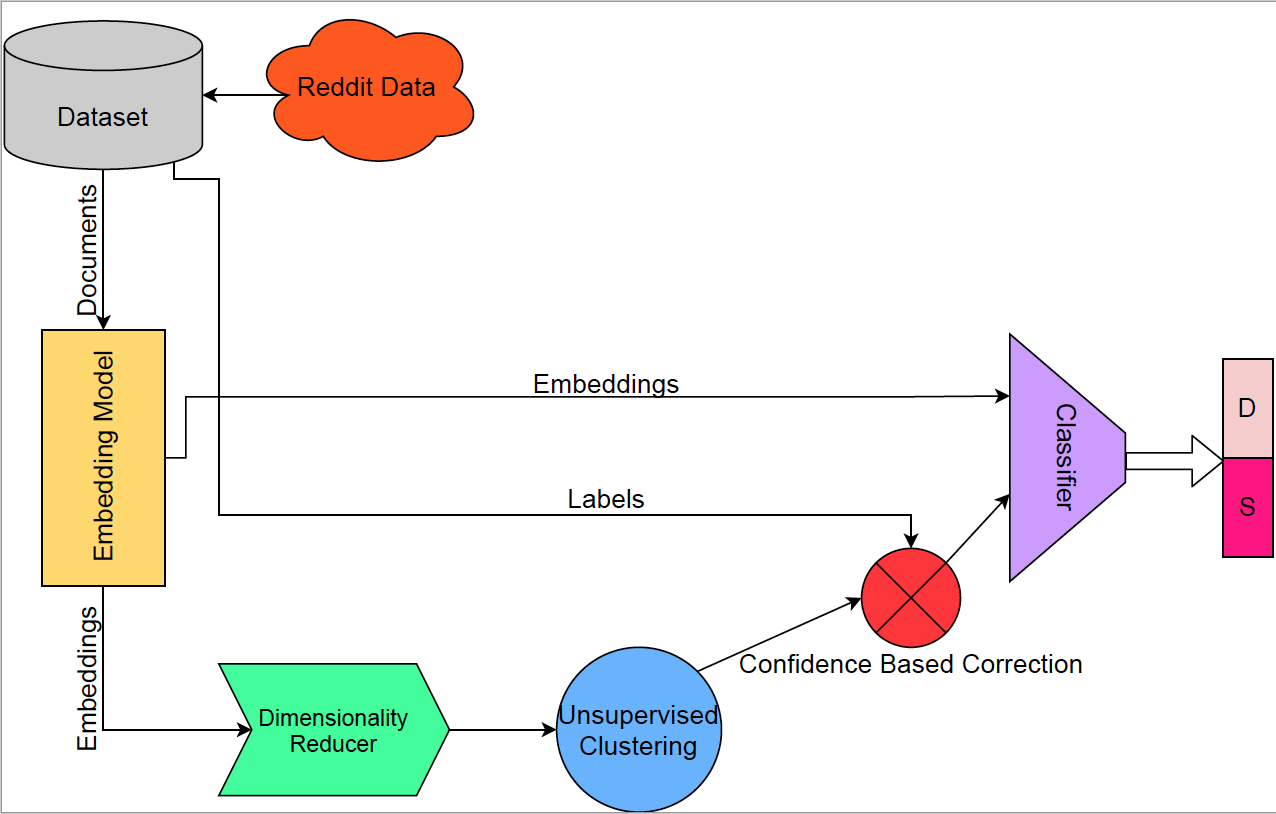 Reddit Data
Dataset
Documents
Embedding Model
Embeddings
Labels
Classifier
D
S
Confidence Based Correction
Embeddings
Dimensionality
Reducer
Unsupervised
Clustering